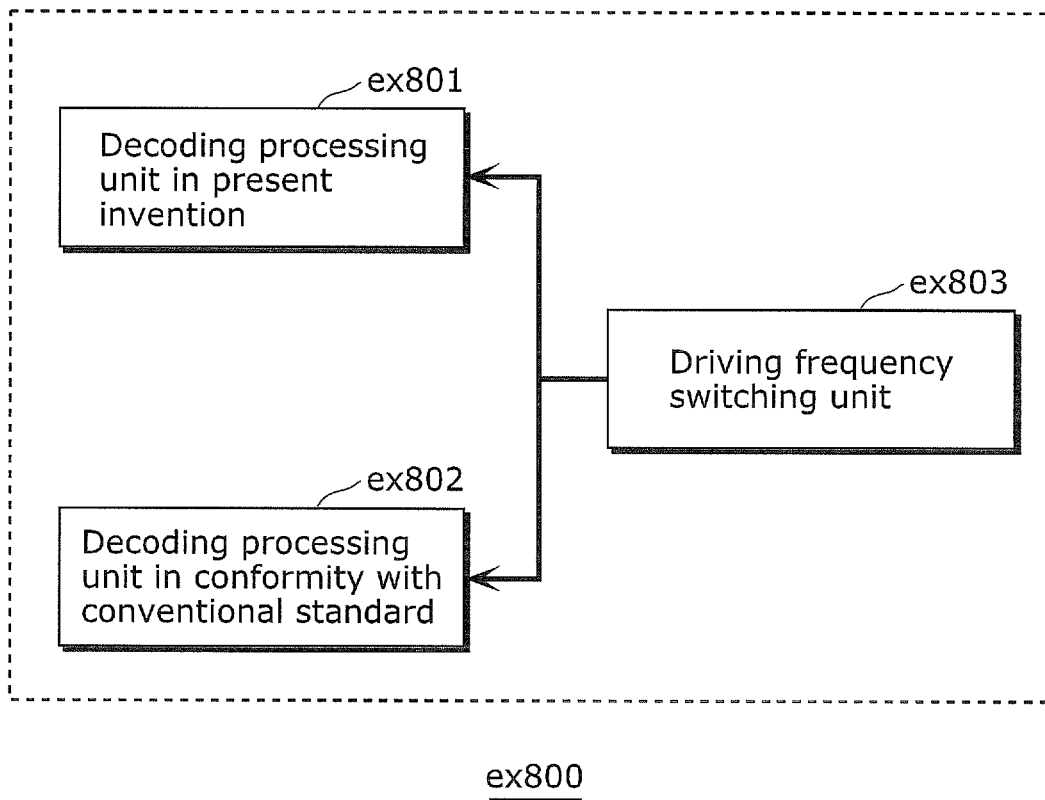 ex801
Decoding processing
unit in present
invention
ex803
Driving frequency
switching unit
ex802
Decoding processing
unit in conformity with
conventional standard
ex800